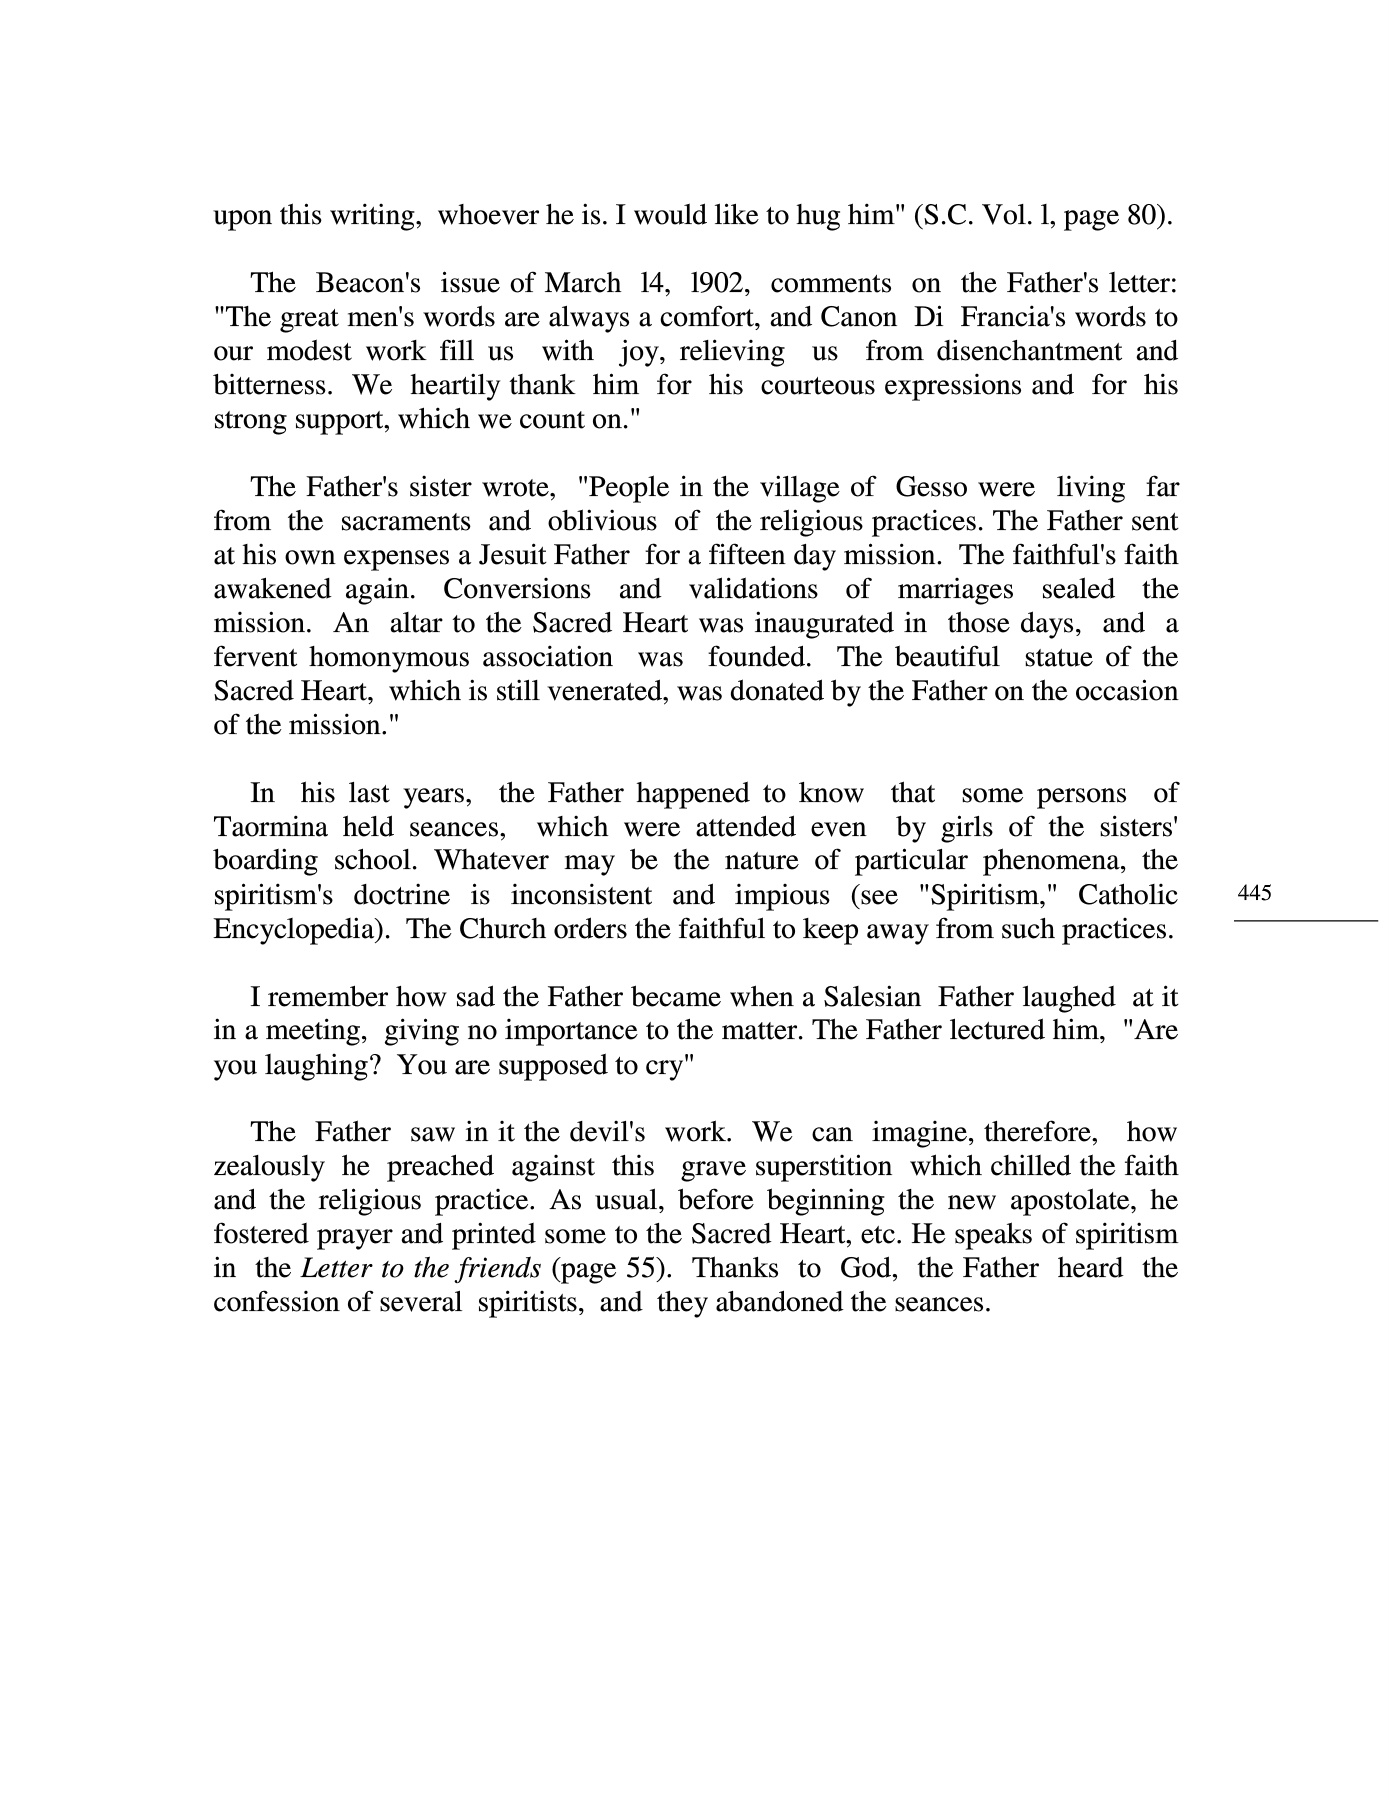 upon this writing, whoever he is. I would like to hug him" (S.C. Vol. l, page 80).
The Beacon's issue of March l4, l902, comments on the Father's letter:
"The great men's words are always a comfort, and Canon Di Francia's words to
our modest work fill us with joy, relieving us from disenchantment and
bitterness. We heartily thank him for his courteous expressions and for his
strong support, which we count on."
The Father's sister wrote, "People in the village of Gesso were living far
from the sacraments and oblivious of the religious practices. The Father sent
at his own expenses a Jesuit Father for a fifteen day mission. The faithful's faith
awakened again. Conversions and validations of marriages sealed the
mission. An altar to the Sacred Heart was inaugurated in those days, and a
fervent homonymous association was founded. The beautiful statue of the
Sacred Heart, which is still venerated, was donated by the Father on the occasion
of the mission."
In his last years, the Father happened to know that some persons of
Taormina held seances, which were attended even by girls of the sisters'
boarding school. Whatever may be the nature of particular phenomena, the
spiritism's doctrine is inconsistent and impious (see "Spiritism," Catholic
Encyclopedia). The Church orders the faithful to keep away from such practices.
445
I remember how sad the Father became when a Salesian Father laughed at it
in a meeting, giving no importance to the matter. The Father lectured him, "Are
you laughing? You are supposed to cry"
The Father saw in it the devil's work. We can imagine, therefore, how
zealously he preached against this grave superstition which chilled the faith
and the religious practice. As usual, before beginning the new apostolate, he
fostered prayer and printed some to the Sacred Heart, etc. He speaks of spiritism
in the Letter to the friends (page 55). Thanks to God, the Father heard the
confession of several spiritists, and they abandoned the seances.